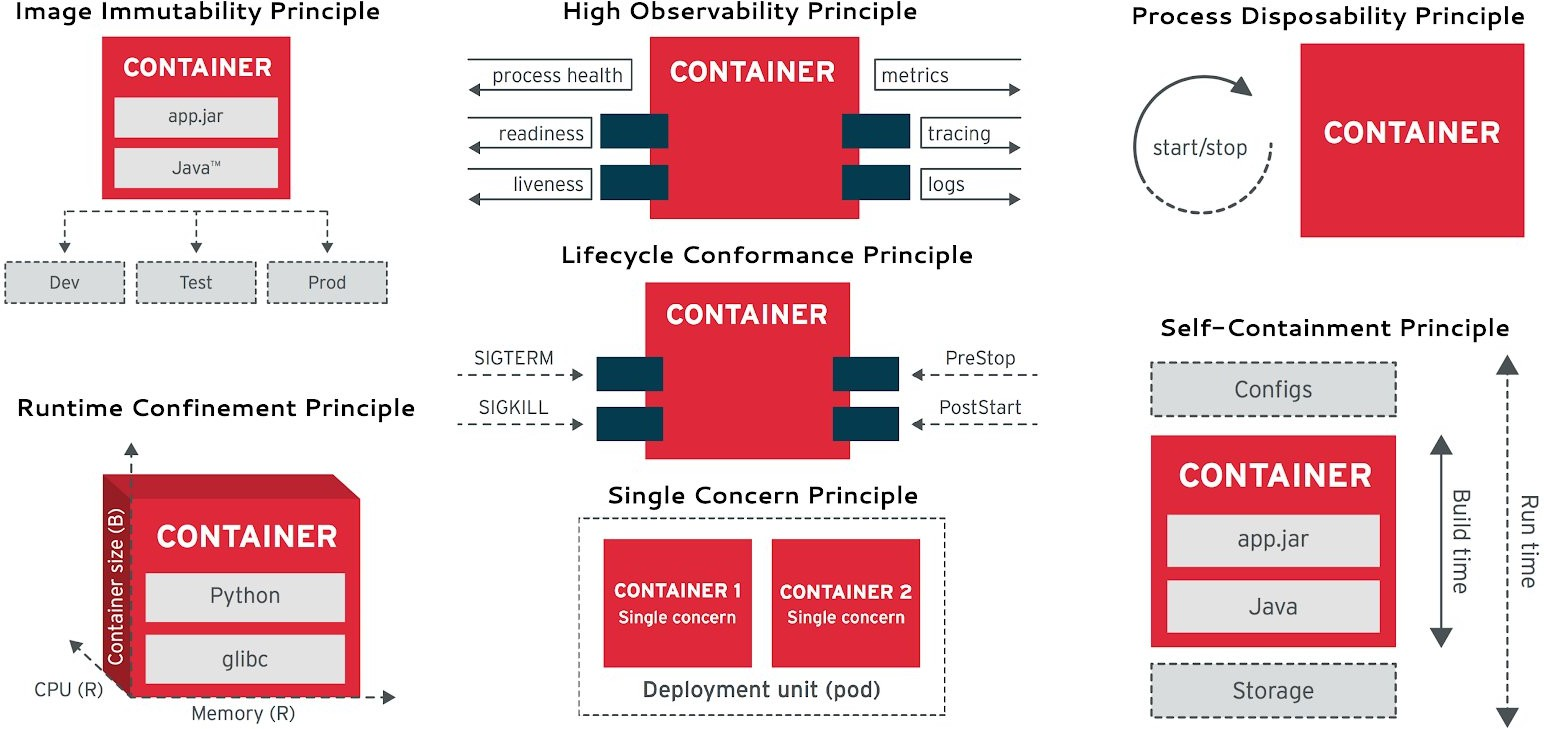 Image Immutability Principle
CONTAINER
app.jar
Java™
Dev
Test
Prod
High Observability Principle
CONTAINER
process health
readiness
liveness
metrics
tracing
logs
Process Disposability Principle
start/stop
CONTAINER
Lifecycle Conformance Principle
CONTAINER
SIGTERM
SIGKILL
PreStop
PostStart
Runtime Confinement Principle
Container size (B)
CONTAINER
Python
glibc
CPU (R)
Memory (R)
Single Concern Principle
CONTAINER 1
Single concern
CONTAINER 2
Single concern
Deployment unit (pod)
Self-Containment Principle
Configs
CONTAINER
app.jar
Java
Storage
Build time
Run time